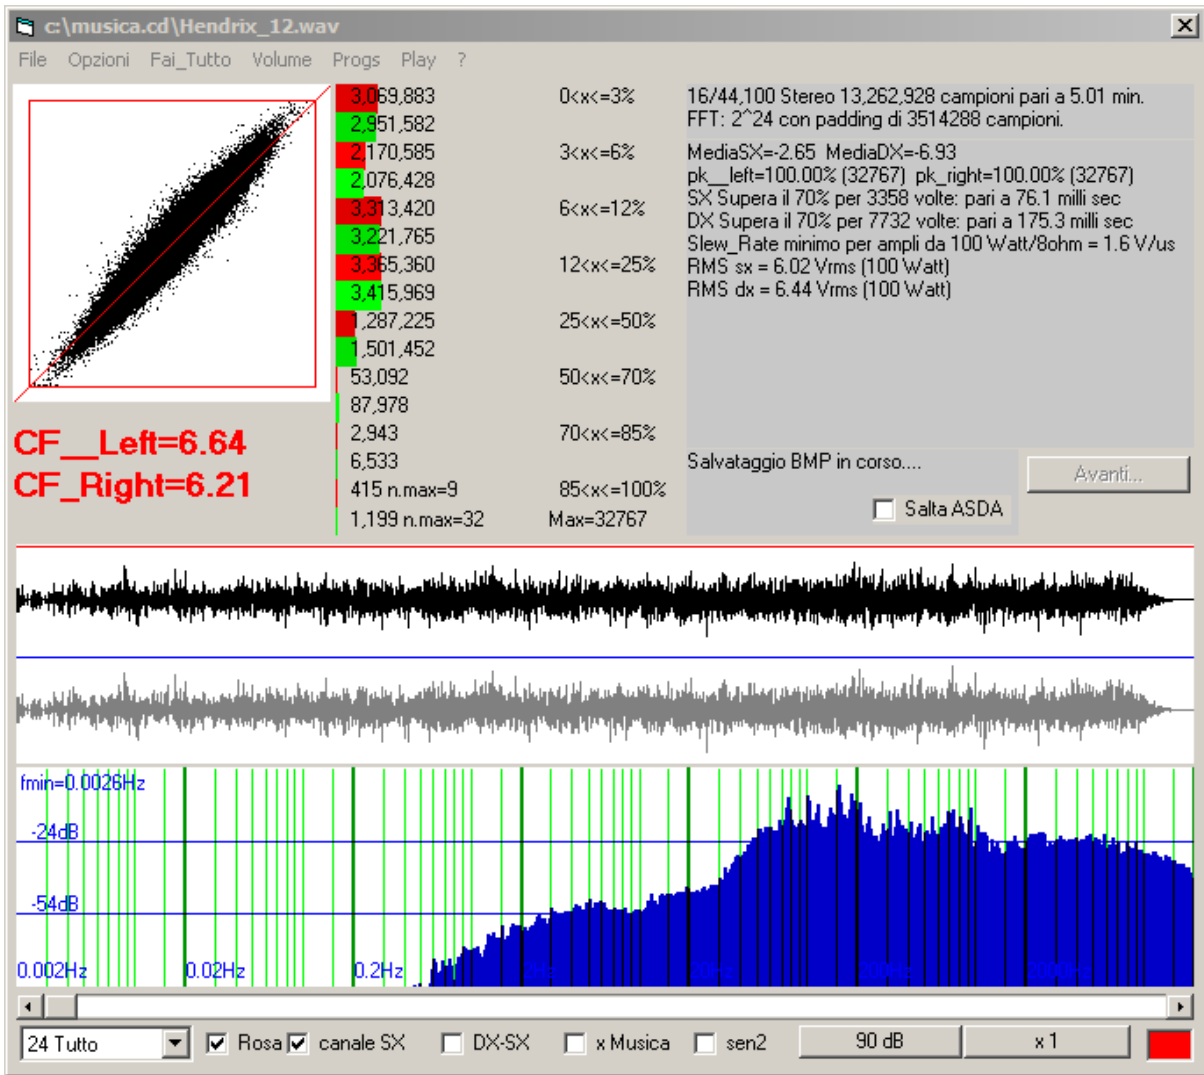 c:\musica.cd\Hendrix_12.wav
File Opzioni Fai_Tutto Volume Progs Play ?
3,069,883 0<x<=3%
2,951,582
2,170,585 3<x<=6%
2,076,428
3,313,420 6<x<=12%
3,221,765
3,365,360 12<x<=25%
3,415,969
1,287,225 25<x<=50%
1,501,452
53,092 50<x<=70%
87,978
2,943 70<x<=85%
6,533
415 n.max=9 85<x<=100%
1,199 n.max=32 Max=32767
16/44,100 Stereo 13,262,928 campioni pari a 5.01 min.
FFT: 2^24 con padding di 3514288 campioni.
MediaSX=-2.65 MediaDX=-6.93
pk__left=100.00% (32767) pk_right=100.00% (32767)
SX Supera il 70% per 3358 volte: pari a 76.1 milli sec
DX Supera il 70% per 7732 volte: pari a 175.3 milli sec
Slew_Rate minimo per ampli da 100 Watt/8ohm = 1.6 V/us
RMS sx = 6.02 Vrms (100 Watt)
RMS dx = 6.44 Vrms (100 Watt)
CF__Left=6.64
CF_Right=6.21
Salvataggio BMP in corso....
Avanti...
Salta ASDA
fmin=0.0026Hz
-24dB
-54dB
0.002Hz 0.02Hz 0.2Hz 2Hz 20Hz 200Hz 2000Hz
24 Tutto Rosa canale SX DX-SX x Musica sen2 90 dB x 1